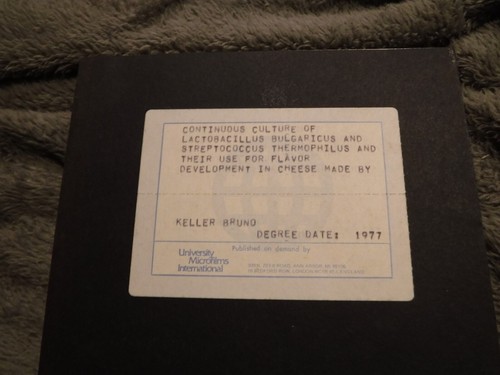 CONTINUOUS CULTURE OF
LACTOBACILLUS BULGARICUS AND
STREPTOCOCCUS THERMOPHILUS AND
THEIR USE FOR FLAVOR
DEVELOPMENT IN CHEESE MADE BY
KELLER BRUNO
DEGREE DATE: 1977
University
Microfilms
International
Published on demand by